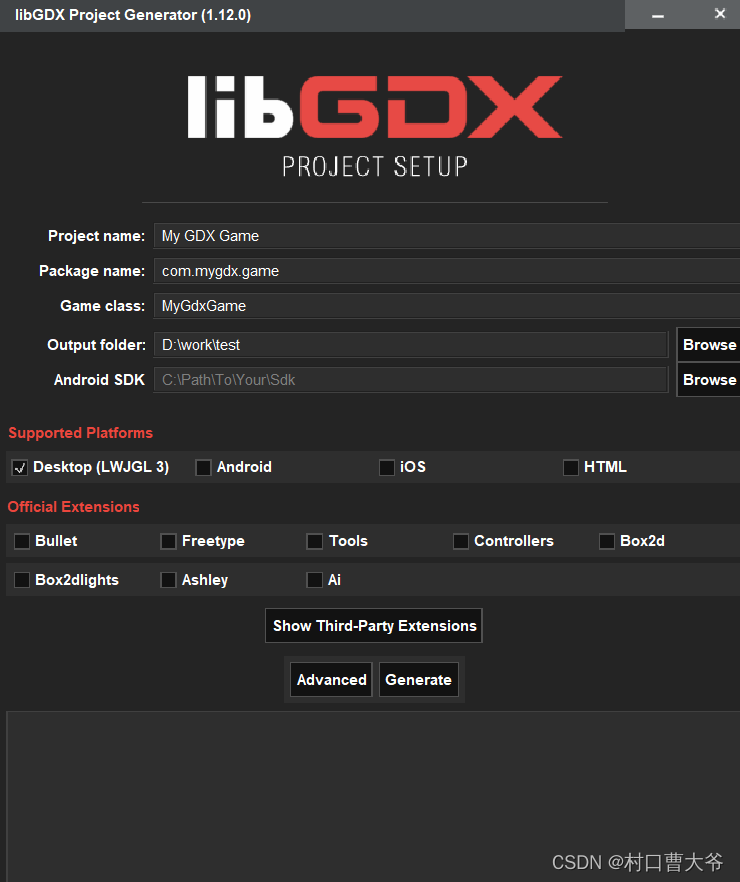 libGDX Project Generator (1.12.0)
libGDX
PROJECT SETUP
Project name: My GDX Game
Package name: com.mygdx.game
Game class: MyGdxGame
Output folder: D:\work\test Browse
Android SDK C:\Path\To\Your\Sdk Browse
Supported Platforms
Desktop (LWJGL 3) Android iOS HTML
Official Extensions
Bullet Freetype Tools Controllers Box2d
Box2dlights Ashley Ai
Show Third-Party Extensions
Advanced Generate
CSDN @村口曹大爷